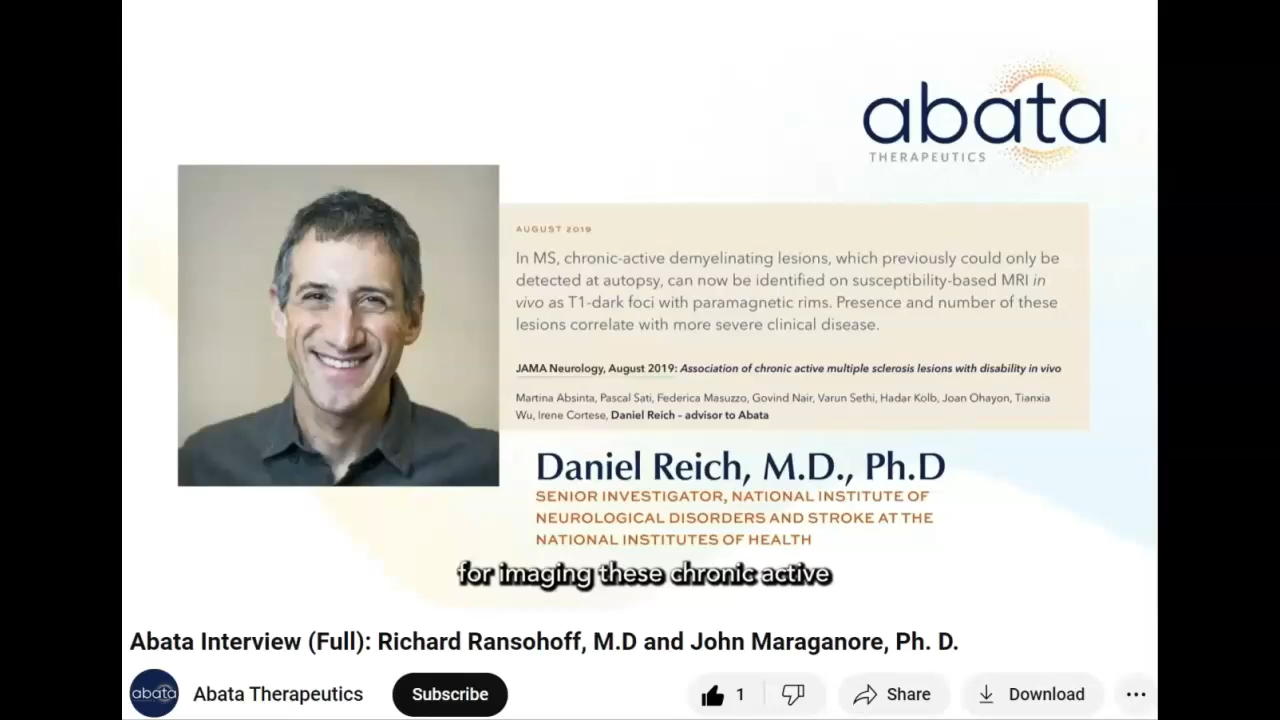 abata
THERAPEUTICS
AUGUST 2019
In MS, chronic-active demyelinating lesions, which previously could only be
detected at autopsy, can now be identified on susceptibility-based MRI in
vivo as T1-dark foci with paramagnetic rims. Presence and number of these
lesions correlate with more severe clinical disease.
JAMA Neurology, August 2019: Association of chronic active multiple sclerosis lesions with disability in vivo
Martina Absinta, Pascal Sati, Federica Masuzzo, Govind Nair, Varun Sethi, Hadar Kolb, Joan Ohayon, Tianxia
Wu, Irene Cortese, Daniel Reich – advisor to Abata
Daniel Reich, M.D., Ph.D
SENIOR INVESTIGATOR, NATIONAL INSTITUTE OF
NEUROLOGICAL DISORDERS AND STROKE AT THE
NATIONAL INSTITUTES OF HEALTH
for imaging these chronic active
Abata Interview (Full): Richard Ransohoff, M.D and John Maraganore, Ph. D.
abata
Abata Therapeutics
Subscribe
1
Share
Download